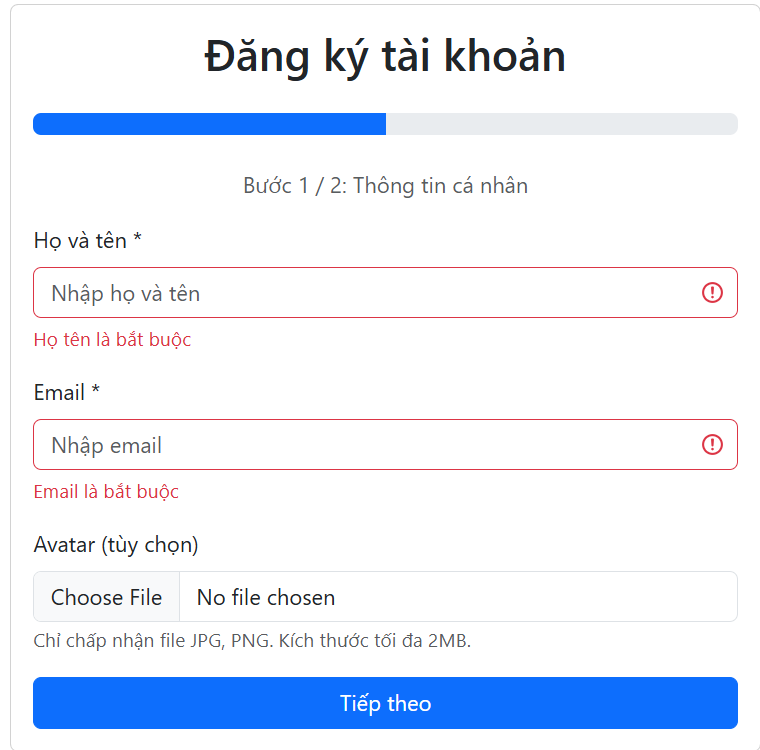 Đăng ký tài khoản
Bước 1 / 2: Thông tin cá nhân
Họ và tên *
Nhập họ và tên
Họ tên là bắt buộc
Email *
Nhập email
Email là bắt buộc
Avatar (tùy chọn)
Choose File No file chosen
Chỉ chấp nhận file JPG, PNG. Kích thước tối đa 2MB.
Tiếp theo